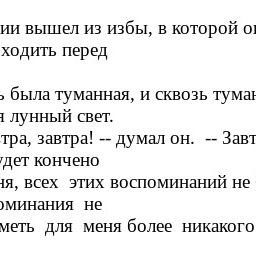 ии вышел из избы, в которой
ходить перед
ь была туманная, и сквозь
лунный свет.
тра, завтра! -- думал он.  -- Завт
удет кончено
ня, всех  этих воспоминаний не
оминания  не
меть  для  меня более  никакого